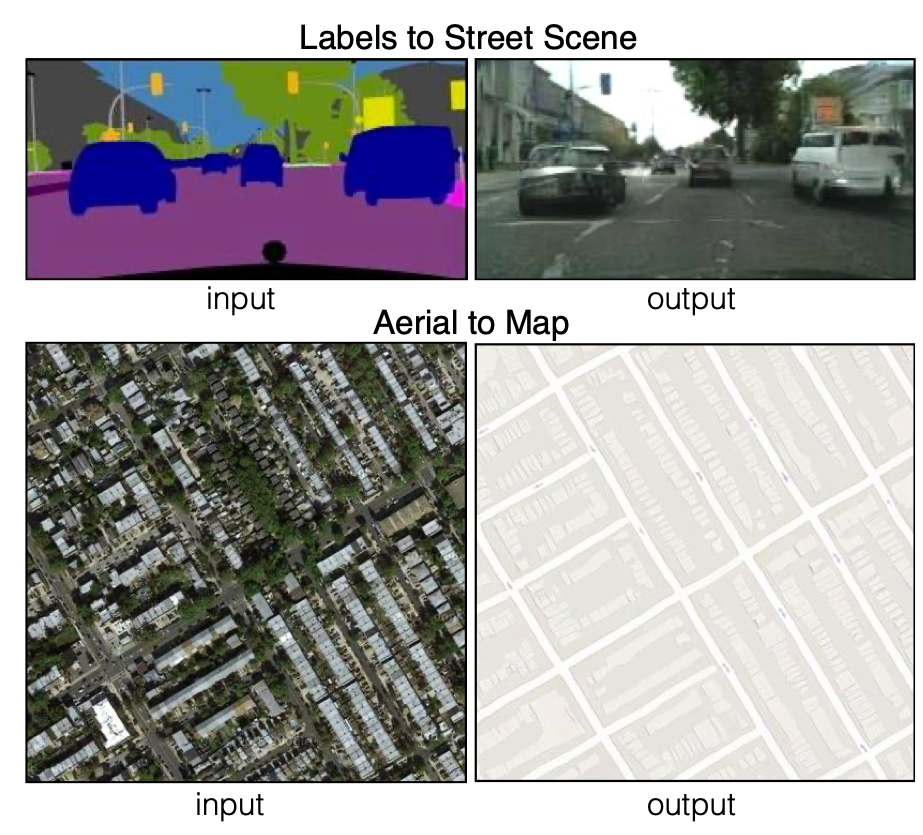 Labels to Street Scene
input
output
Aerial to Map
input
output